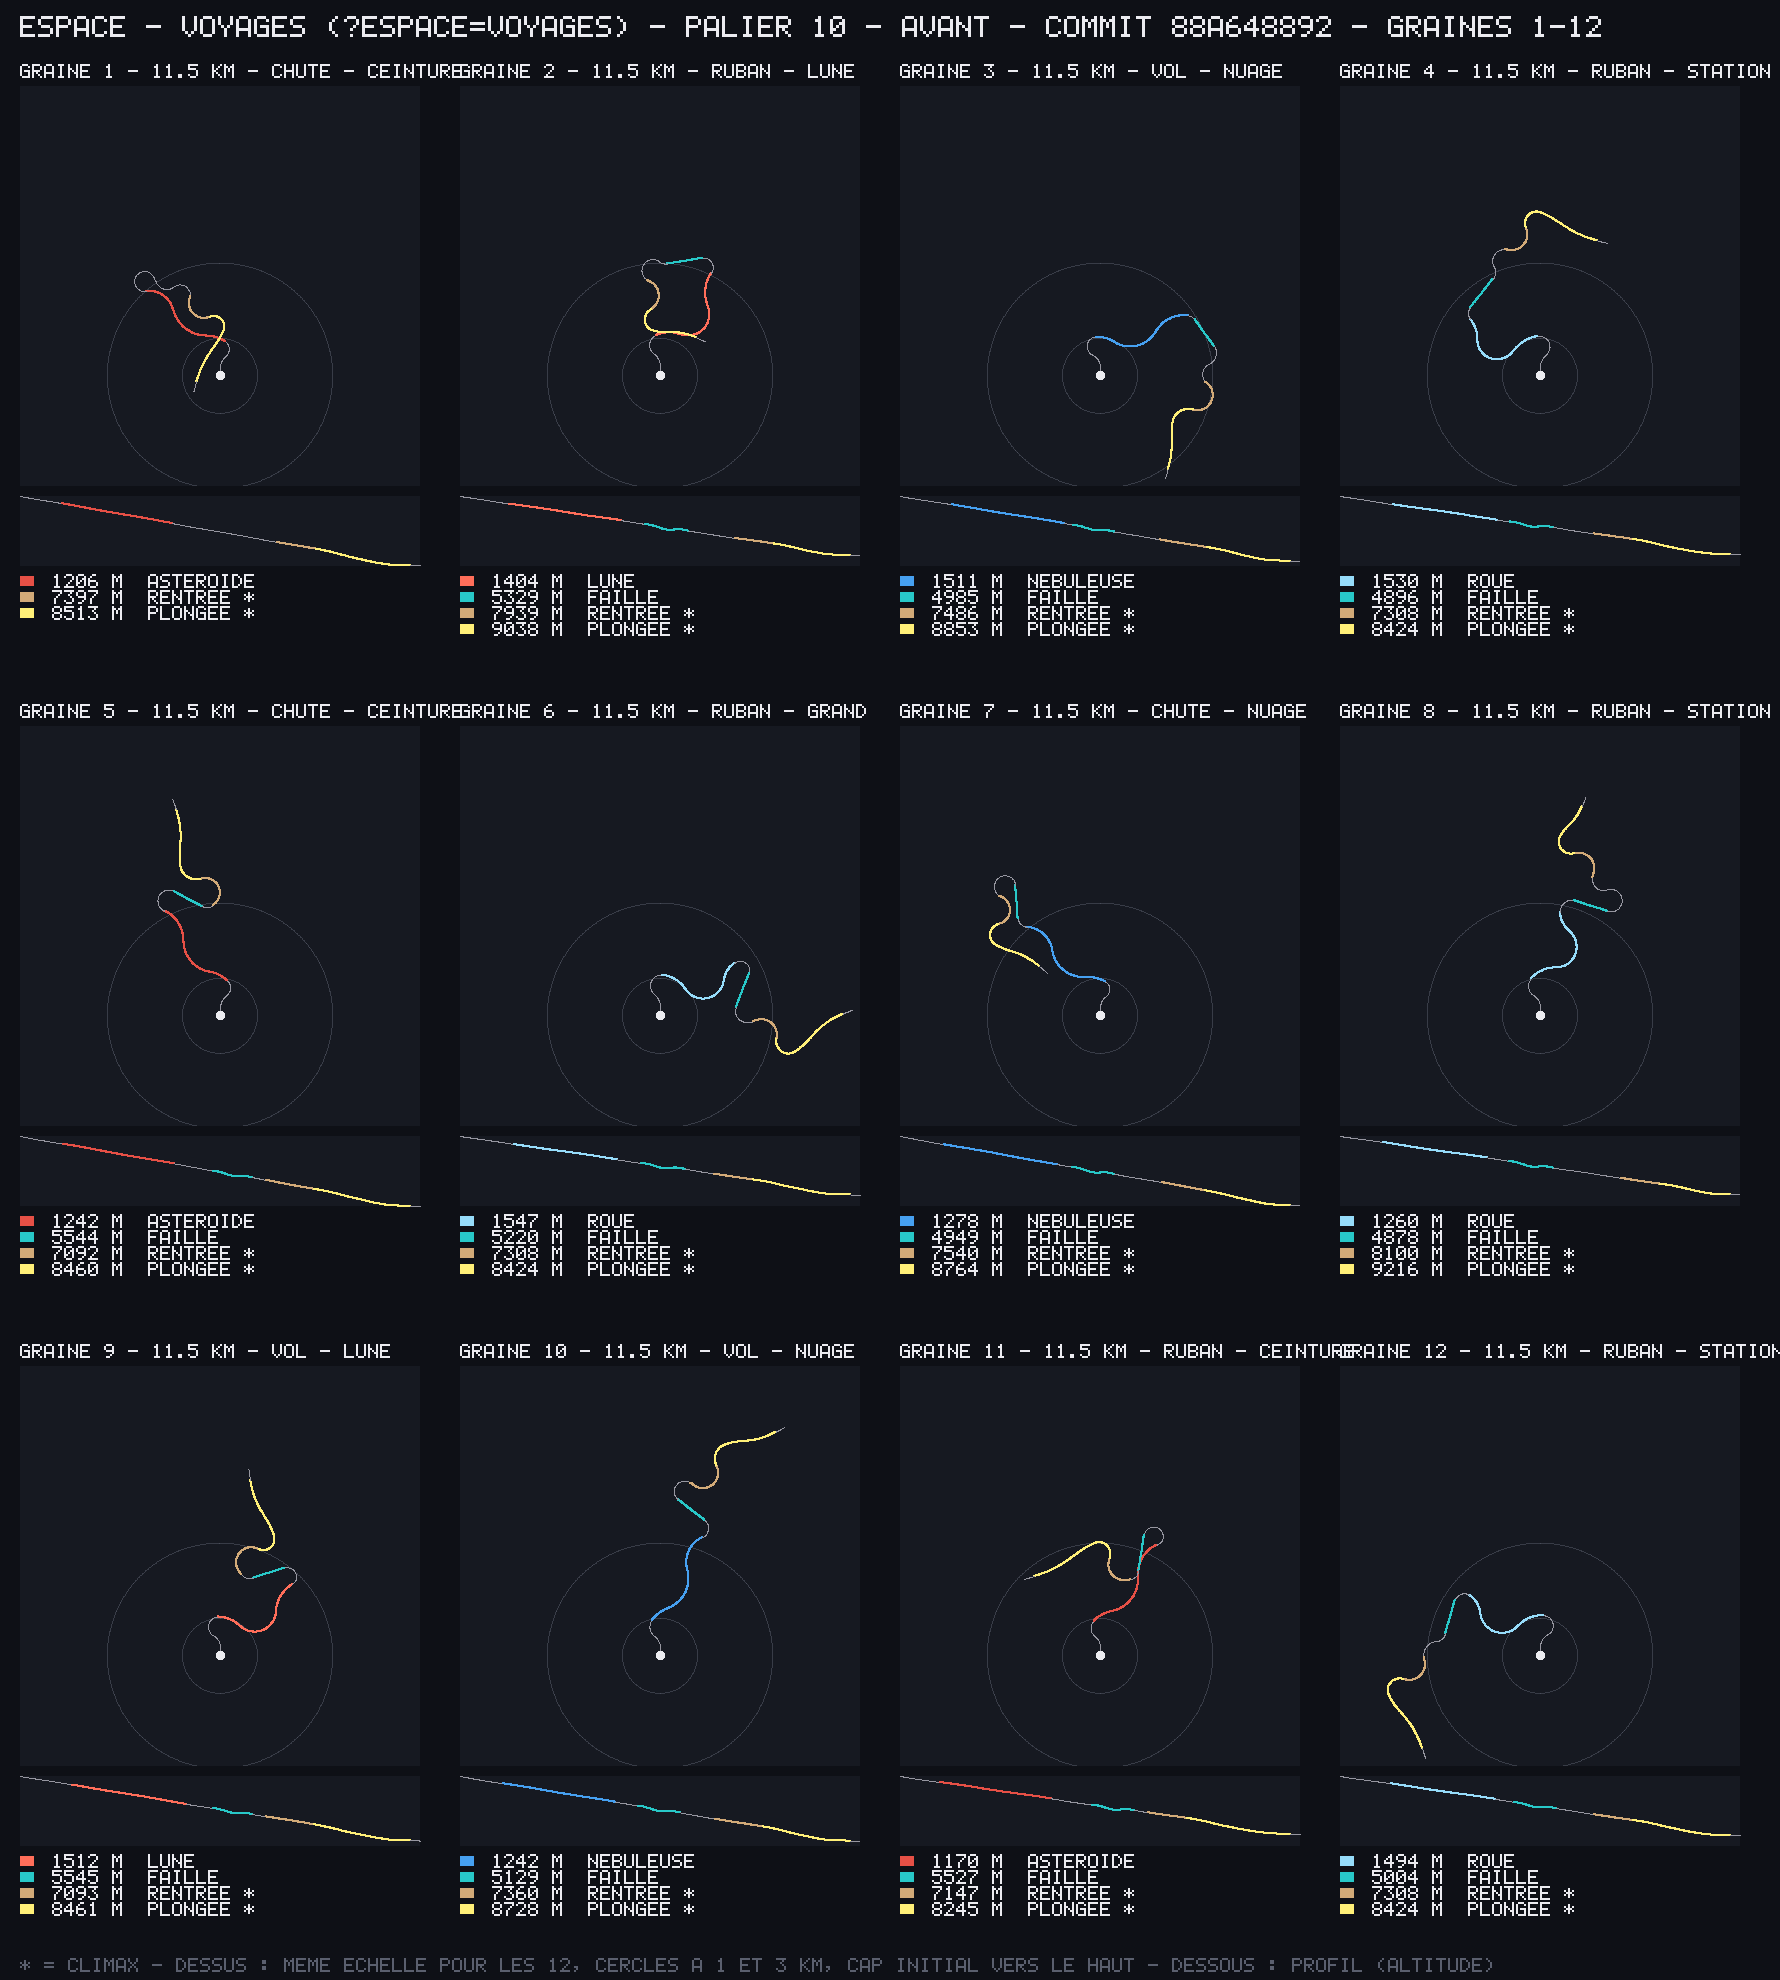 ESPACE - VOYAGES (?ESPACE=VOYAGES) - PALIER 10 - AVANT - COMMIT 88A648892 - GRAINES 1-12
GRAINE 1 - 11.5 KM - CHUTE - CEINTURE
1206 M ASTEROIDE
7397 M RENTREE *
8513 M PLONGEE *
GRAINE 2 - 11.5 KM - RUBAN - LUNE
1404 M LUNE
5329 M FAILLE
7939 M RENTREE *
9038 M PLONGEE *
GRAINE 3 - 11.5 KM - VOL - NUAGE
1511 M NEBULEUSE
4985 M FAILLE
7486 M RENTREE *
8853 M PLONGEE *
GRAINE 4 - 11.5 KM - RUBAN - STATION
1530 M ROUE
4896 M FAILLE
7308 M RENTREE *
8424 M PLONGEE *
GRAINE 5 - 11.5 KM - CHUTE - CEINTURE
1242 M ASTEROIDE
5544 M FAILLE
7092 M RENTREE *
8460 M PLONGEE *
GRAINE 6 - 11.5 KM - RUBAN - GRAND
1547 M ROUE
5220 M FAILLE
7308 M RENTREE *
8424 M PLONGEE *
GRAINE 7 - 11.5 KM - CHUTE - NUAGE
1278 M NEBULEUSE
4949 M FAILLE
7540 M RENTREE *
8764 M PLONGEE *
GRAINE 8 - 11.5 KM - RUBAN - STATION
1260 M ROUE
4878 M FAILLE
8100 M RENTREE *
9216 M PLONGEE *
GRAINE 9 - 11.5 KM - VOL - LUNE
1512 M LUNE
5545 M FAILLE
7093 M RENTREE *
8461 M PLONGEE *
GRAINE 10 - 11.5 KM - VOL - NUAGE
1242 M NEBULEUSE
5129 M FAILLE
7360 M RENTREE *
8728 M PLONGEE *
GRAINE 11 - 11.5 KM - RUBAN - CEINTURE
1170 M ASTEROIDE
5527 M FAILLE
7147 M RENTREE *
8245 M PLONGEE *
GRAINE 12 - 11.5 KM - RUBAN - STATION
1494 M ROUE
5004 M FAILLE
7308 M RENTREE *
8424 M PLONGEE *
* = CLIMAX - DESSUS : MEME ECHELLE POUR LES 12, CERCLES A 1 ET 3 KM, CAP INITIAL VERS LE HAUT - DESSOUS : PROFIL (ALTITUDE)